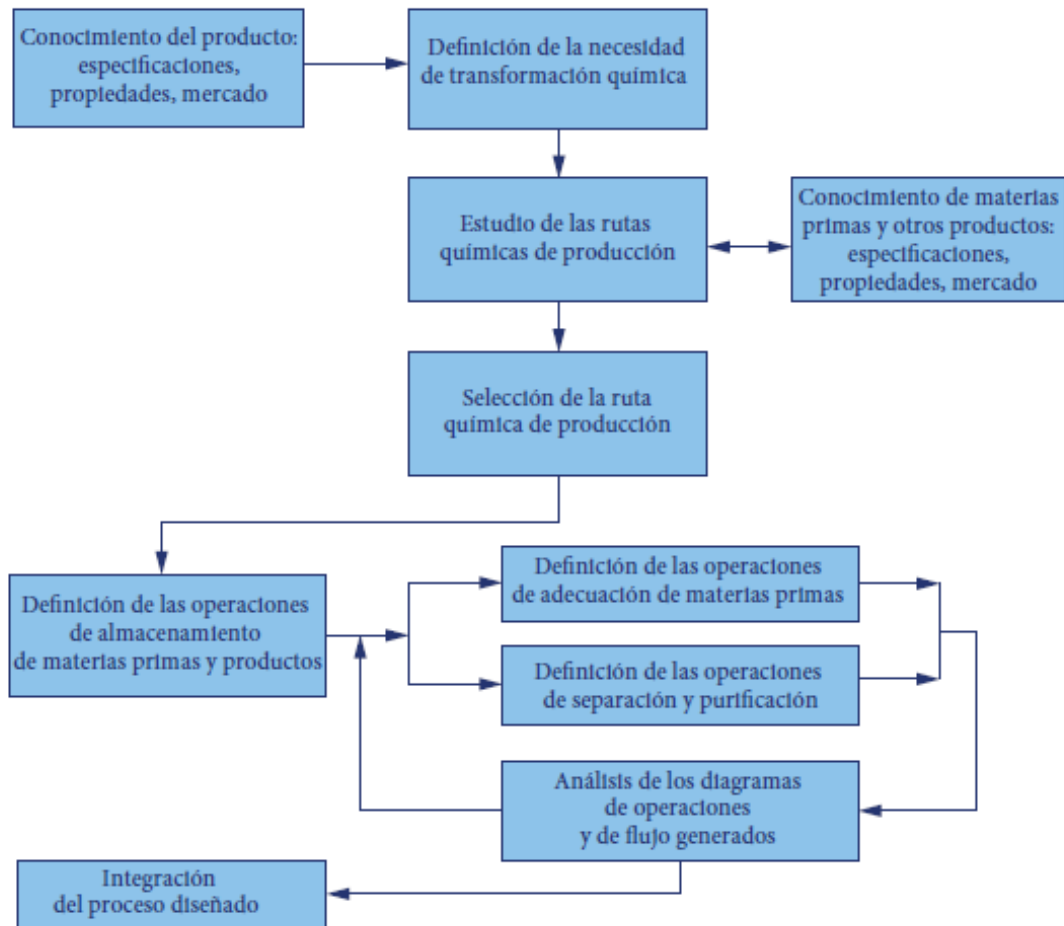 Conocimiento del producto:
especificaciones,
propiedades, mercado
Definición de la necesidad
de transformación química
Estudio de las rutas
químicas de producción
Conocimiento de materias
primas y otros productos:
especificaciones,
propiedades, mercado
Selección de la ruta
química de producción
Definición de las operaciones
de almacenamiento
de materias primas y productos
Definición de las operaciones
de adecuación de materias primas
Definición de las operaciones
de separación y purificación
Análisis de los diagramas
de operaciones
y de flujo generados
Integración
del proceso diseñado